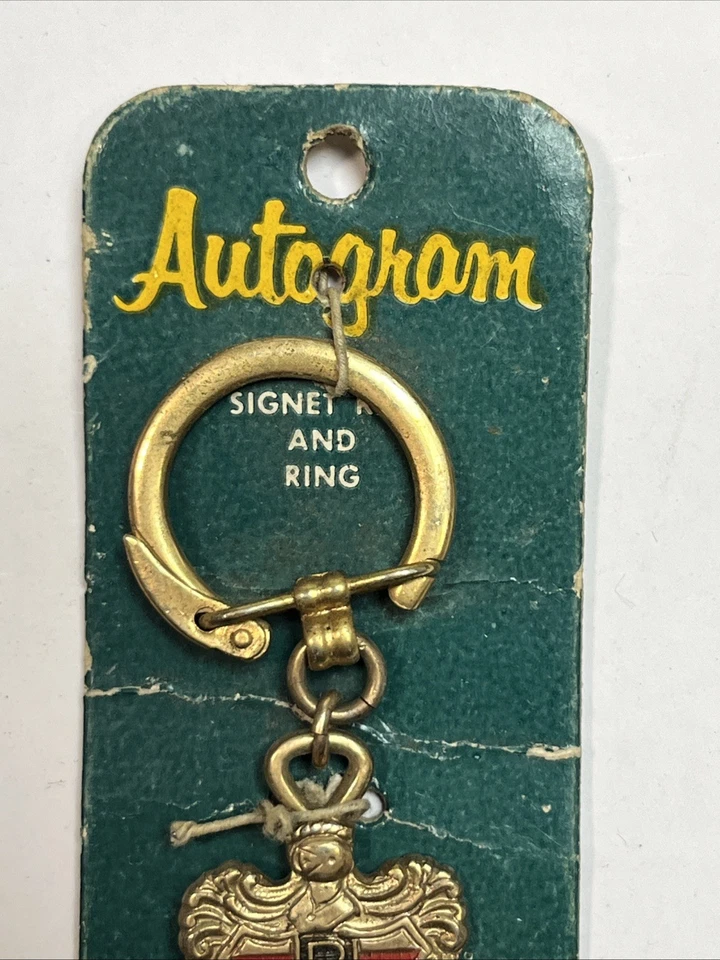 Autogram
SIGNET
AND
RING